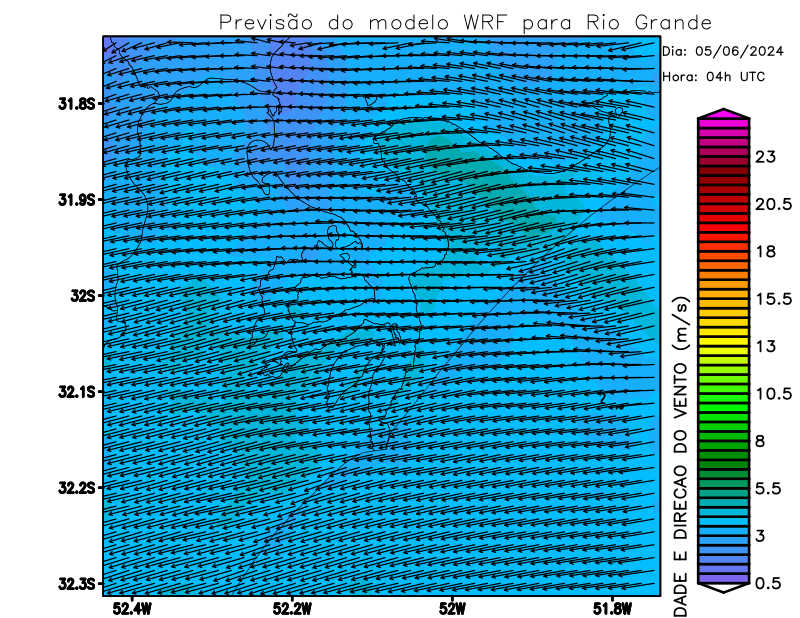 Previsão do modelo WRF para Rio Grande
Dia: 05/06/2024
Hora: 04h UTC
31.8S
31.9S
32S
32.1S
32.2S
32.3S
52.4W
52.2W
52W
51.8W
DADE E DIRECAO DO VENTO (m/s)
23
20.5
18
15.5
13
10.5
8
5.5
3
0.5